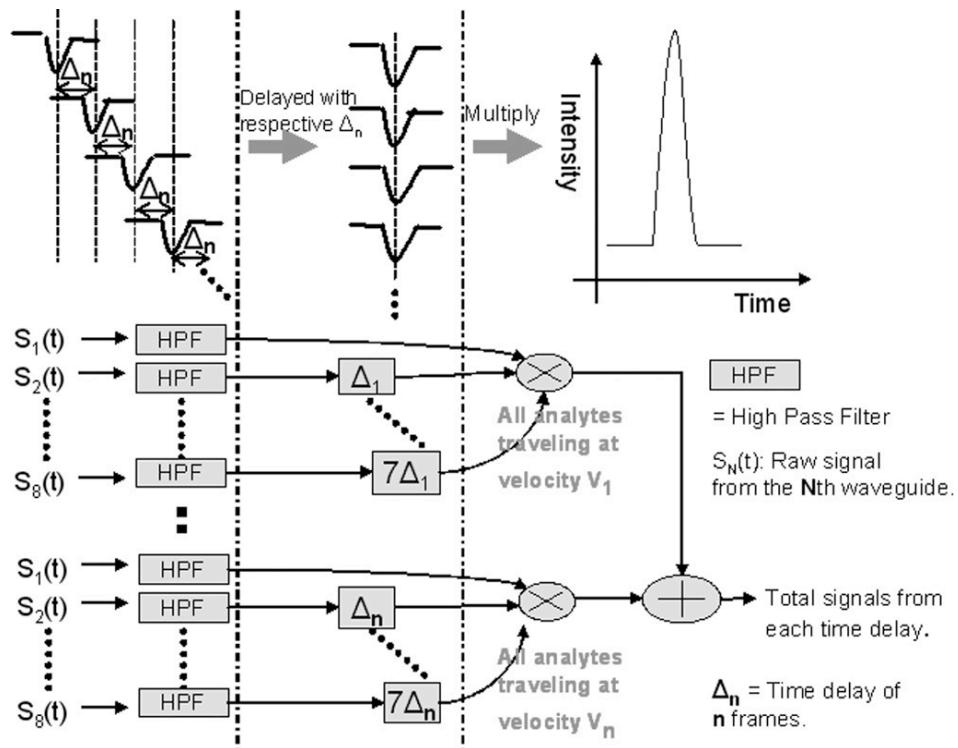 Δn
Δn
Δn
Δn
Delayed with
respective Δn
Multiply
Intensity
Time
S1(t)
HPF
S2(t)
HPF
Δ1
S8(t)
HPF
7Δ1
All analytes
traveling at
velocity V1
HPF
= High Pass Filter
SN(t): Raw signal
from the Nth waveguide.
S1(t)
HPF
S2(t)
HPF
Δn
S8(t)
HPF
7Δn
All analytes
traveling at
velocity Vn
Total signals from
each time delay.
Δn = Time delay of
n frames.